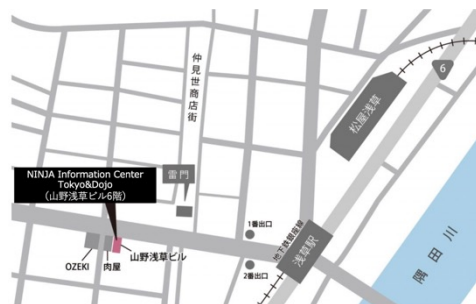 仲見世商店街
6
松屋浅草
雷門
NINJA Information Center
Tokyo&Dojo
(山野浅草ビル6階)
1番出口
地下鉄銀座線
浅草駅
2番出口
山野浅草ビル
肉屋
OZEKI
隅田川